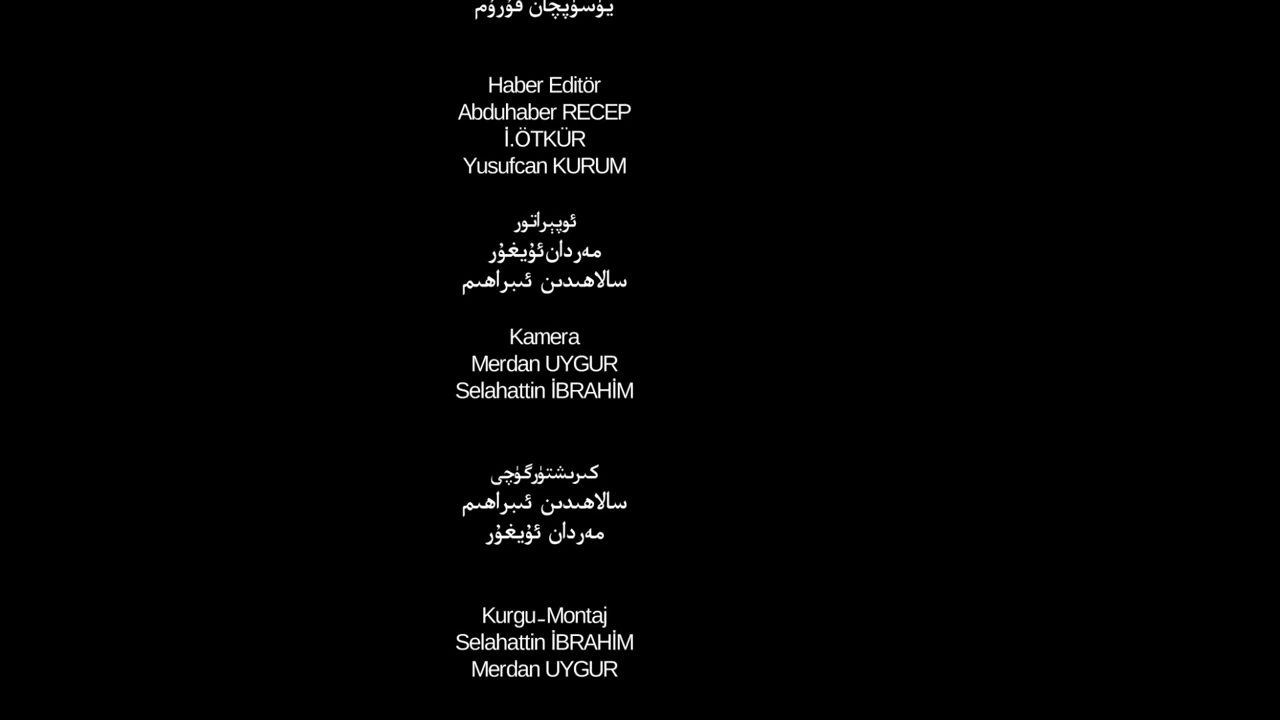 يۈسۈپچان قۇرۇم
Haber Editör
Abduhaber RECEP
İ.ÖTKÜR
Yusufcan KURUM
ئوپېراتور
مەردان ئۇيغۇر
سالاھىدىن ئىبراھىم
Kamera
Merdan UYGUR
Selahattin İBRAHİM
كىرىشتۈرگۈچى
سالاھىدىن ئىبراھىم
مەردان ئۇيغۇر
Kurgu-Montaj
Selahattin İBRAHİM
Merdan UYGUR